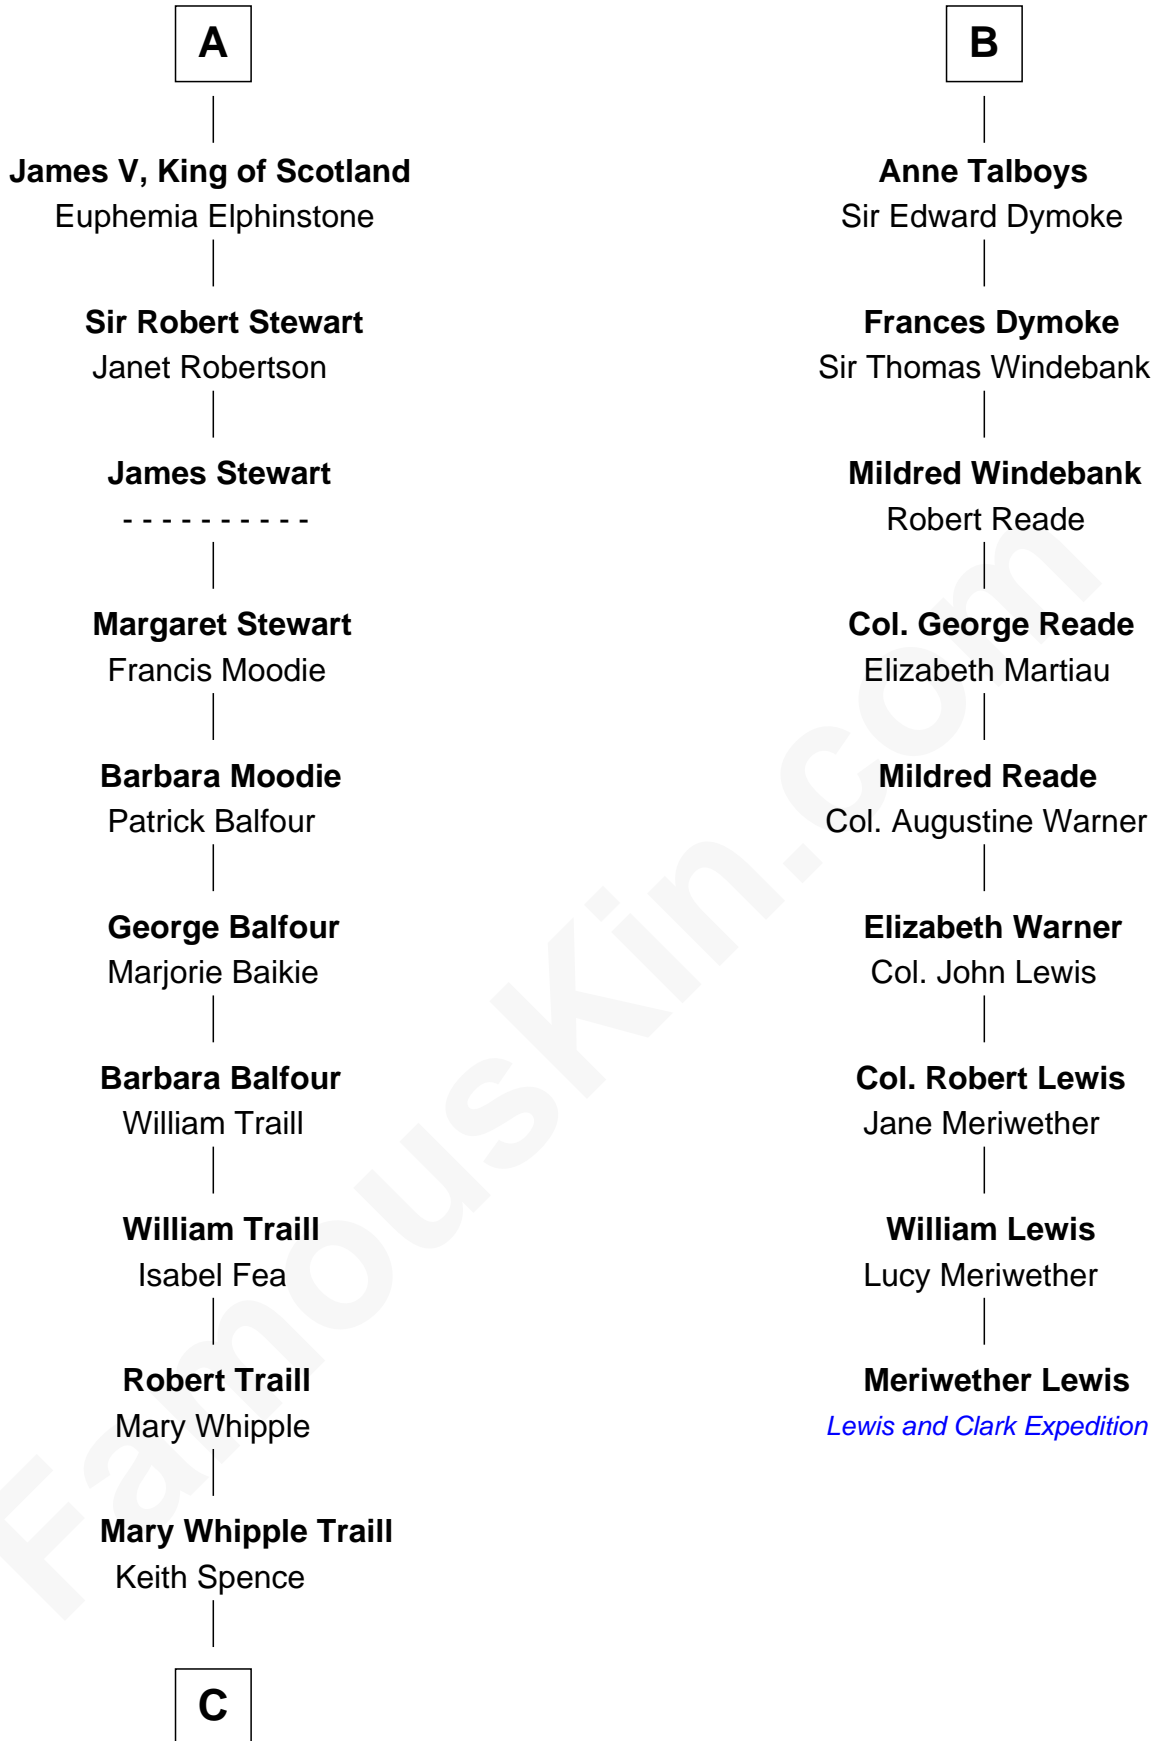 A
James V, King of Scotland
Euphemia Elphinstone
Sir Robert Stewart
Janet Robertson
James Stewart
- - - - - - - - - -
Margaret Stewart
Francis Moodie
Barbara Moodie
Patrick Balfour
George Balfour
Marjorie Baikie
Barbara Balfour
William Traill
William Traill
Isabel Fea
Robert Traill
Mary Whipple
Mary Whipple Traill
Keith Spence
C
B
Anne Talboys
Sir Edward Dymoke
Frances Dymoke
Sir Thomas Windebank
Mildred Windebank
Robert Reade
Col. George Reade
Elizabeth Martiau
Mildred Reade
Col. Augustine Warner
Elizabeth Warner
Col. John Lewis
Col. Robert Lewis
Jane Meriwether
William Lewis
Lucy Meriwether
Meriwether Lewis
Lewis and Clark Expedition
FamousKin.com